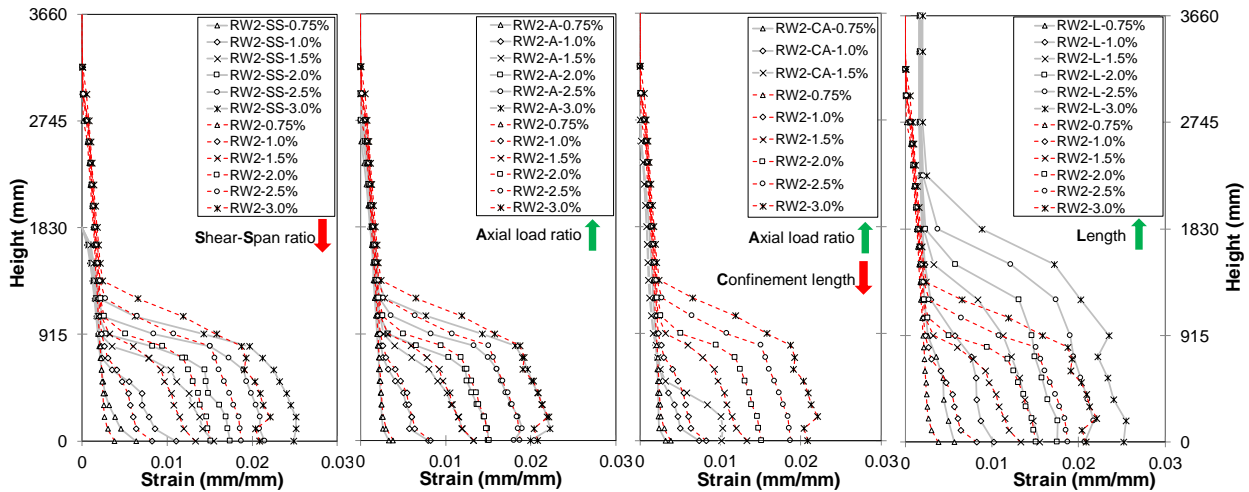 3660
2745
1830
915
0
Height (mm)
RW2-SS-0.75%
RW2-SS-1.0%
RW2-SS-1.5%
RW2-SS-2.0%
RW2-SS-2.5%
RW2-SS-3.0%
RW2-0.75%
RW2-1.0%
RW2-1.5%
RW2-2.0%
RW2-2.5%
RW2-3.0%
Shear-Span ratio
0 0.01 0.02 0.03
Strain (mm/mm)
RW2-A-0.75%
RW2-A-1.0%
RW2-A-1.5%
RW2-A-2.0%
RW2-A-2.5%
RW2-A-3.0%
RW2-0.75%
RW2-1.0%
RW2-1.5%
RW2-2.0%
RW2-2.5%
RW2-3.0%
Axial load ratio
0 0.01 0.02 0.03
Strain (mm/mm)
RW2-CA-0.75%
RW2-CA-1.0%
RW2-CA-1.5%
RW2-0.75%
RW2-1.0%
RW2-1.5%
RW2-2.0%
RW2-2.5%
RW2-3.0%
Axial load ratio
Confinement length
0 0.01 0.02 0.03
Strain (mm/mm)
RW2-L-0.75%
RW2-L-1.0%
RW2-L-1.5%
RW2-L-2.0%
RW2-L-2.5%
RW2-L-3.0%
RW2-0.75%
RW2-1.0%
RW2-1.5%
RW2-2.0%
RW2-2.5%
RW2-3.0%
Length
0 0.01 0.02 0.03
Strain (mm/mm)
3660
2745
1830
915
0
Height (mm)